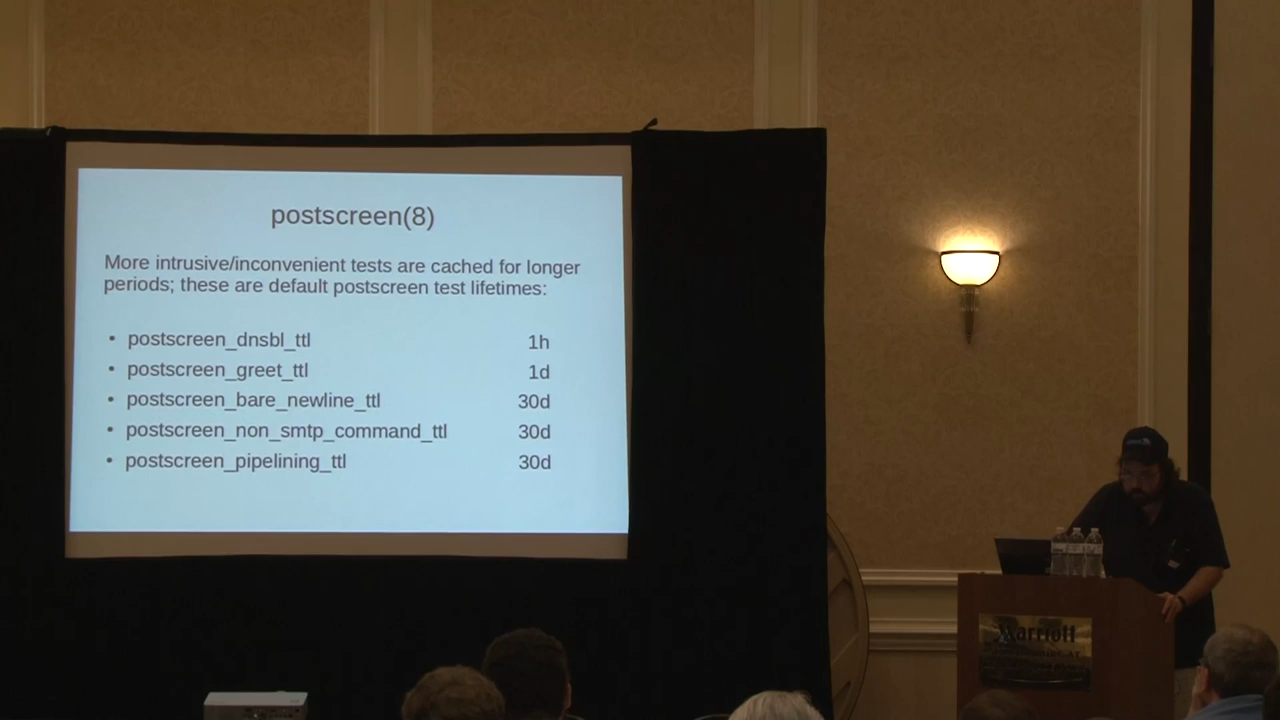 postscreen(8)
More intrusive/inconvenient tests are cached for longer
periods; these are default postscreen test lifetimes:
• postscreen_dnsbl_ttl 1h
• postscreen_greet_ttl 1d
• postscreen_bare_newline_ttl 30d
• postscreen_non_smtp_command_ttl 30d
• postscreen_pipelining_ttl 30d
Marriott